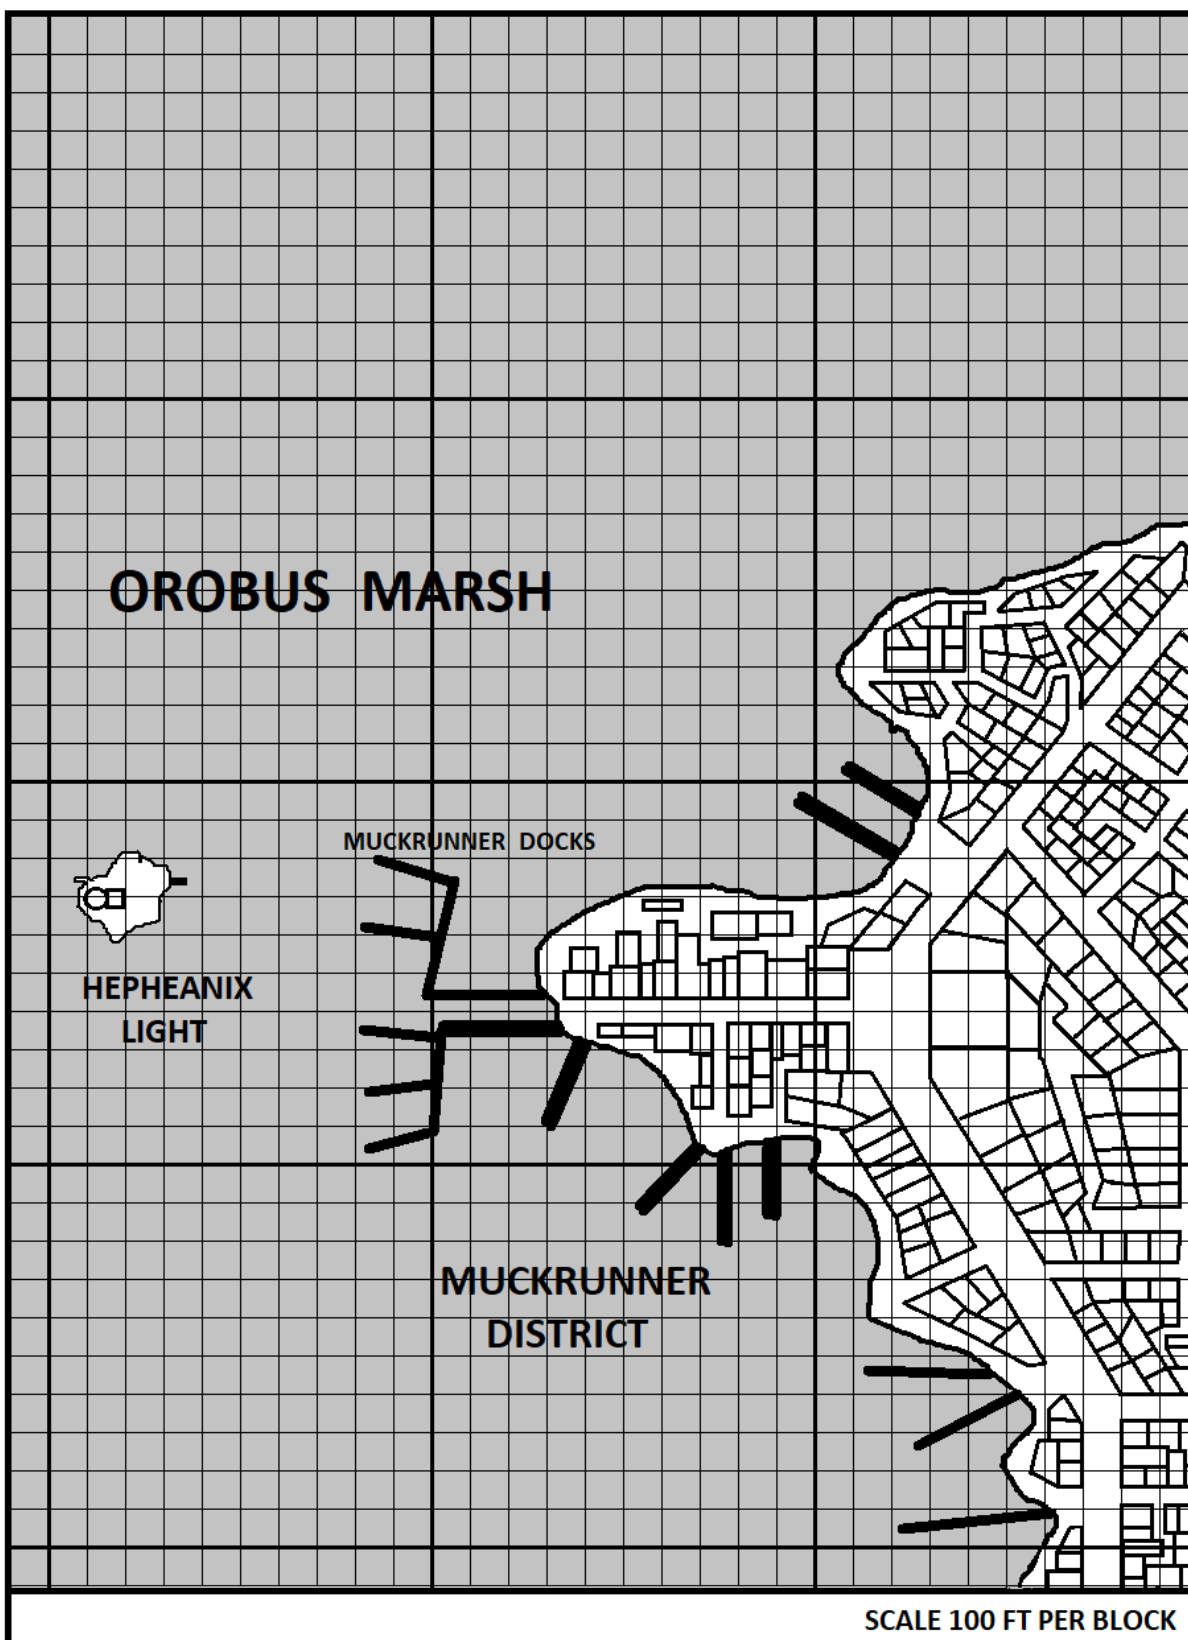 OROBUS MARSH
MUCKRUNNER DOCKS
HEPHEANIX
LIGHT
MUCKRUNNER
DISTRICT
SCALE 100 FT PER BLOCK